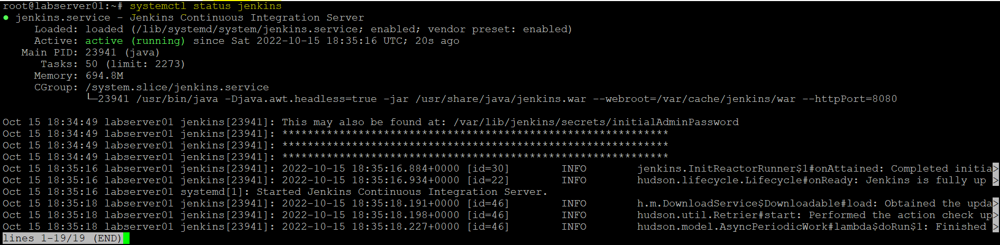 root@labserver01:~# systemctl status jenkins
● jenkins.service - Jenkins Continuous Integration Server
     Loaded: loaded (/lib/systemd/system/jenkins.service; enabled; vendor preset: enabled)
     Active: active (running) since Sat 2022-10-15 18:35:16 UTC; 20s ago
   Main PID: 23941 (java)
      Tasks: 50 (limit: 2273)
     Memory: 694.8M
     CGroup: /system.slice/jenkins.service
             └─23941 /usr/bin/java -Djava.awt.headless=true -jar /usr/share/java/jenkins.war --webroot=/var/cache/jenkins/war --httpPort=8080

Oct 15 18:34:49 labserver01 jenkins[23941]: This may also be found at: /var/lib/jenkins/secrets/initialAdminPassword
Oct 15 18:34:49 labserver01 jenkins[23941]: *************************************************************
Oct 15 18:34:49 labserver01 jenkins[23941]: *************************************************************
Oct 15 18:34:49 labserver01 jenkins[23941]: *************************************************************
Oct 15 18:35:16 labserver01 jenkins[23941]: 2022-10-15 18:35:16.884+0000 [id=30]        INFO        jenkins.InitReactorRunner$1#onAttained: Completed initia>
Oct 15 18:35:16 labserver01 jenkins[23941]: 2022-10-15 18:35:16.934+0000 [id=22]        INFO        hudson.lifecycle.Lifecycle#onReady: Jenkins is fully up >
Oct 15 18:35:16 labserver01 systemd[1]: Started Jenkins Continuous Integration Server.
Oct 15 18:35:18 labserver01 jenkins[23941]: 2022-10-15 18:35:18.191+0000 [id=46]        INFO        h.m.DownloadService$Downloadable#load: Obtained the upda>
Oct 15 18:35:18 labserver01 jenkins[23941]: 2022-10-15 18:35:18.198+0000 [id=46]        INFO        hudson.util.Retrier#start: Performed the action check up>
Oct 15 18:35:18 labserver01 jenkins[23941]: 2022-10-15 18:35:18.227+0000 [id=46]        INFO        hudson.model.AsyncPeriodicWork#lambda$doRun$1: Finished >
lines 1-19/19 (END)